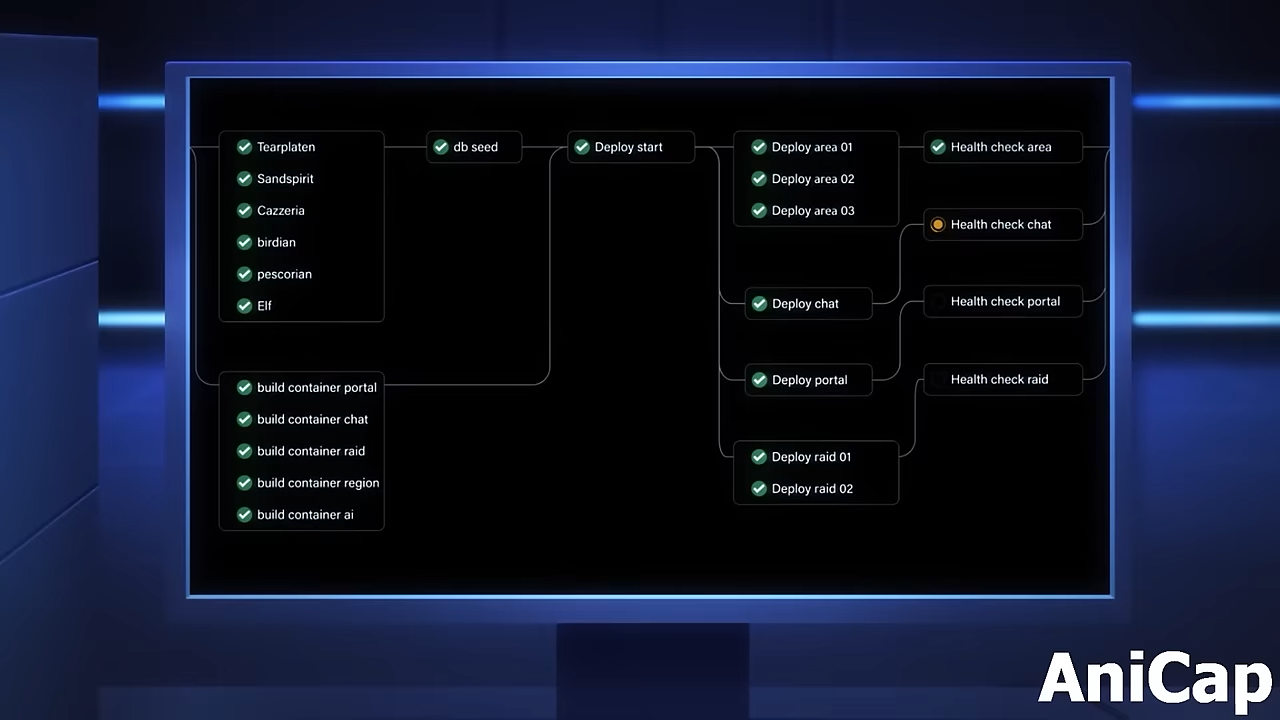 Tearplaten
Sandspirit
Cazzeria
birdian
pescorian
Elf
build container portal
build container chat
build container raid
build container region
build container ai
db seed
Deploy start
Deploy area 01
Deploy area 02
Deploy area 03
Deploy chat
Deploy portal
Deploy raid 01
Deploy raid 02
Health check area
Health check chat
Health check portal
Health check raid
AniCap